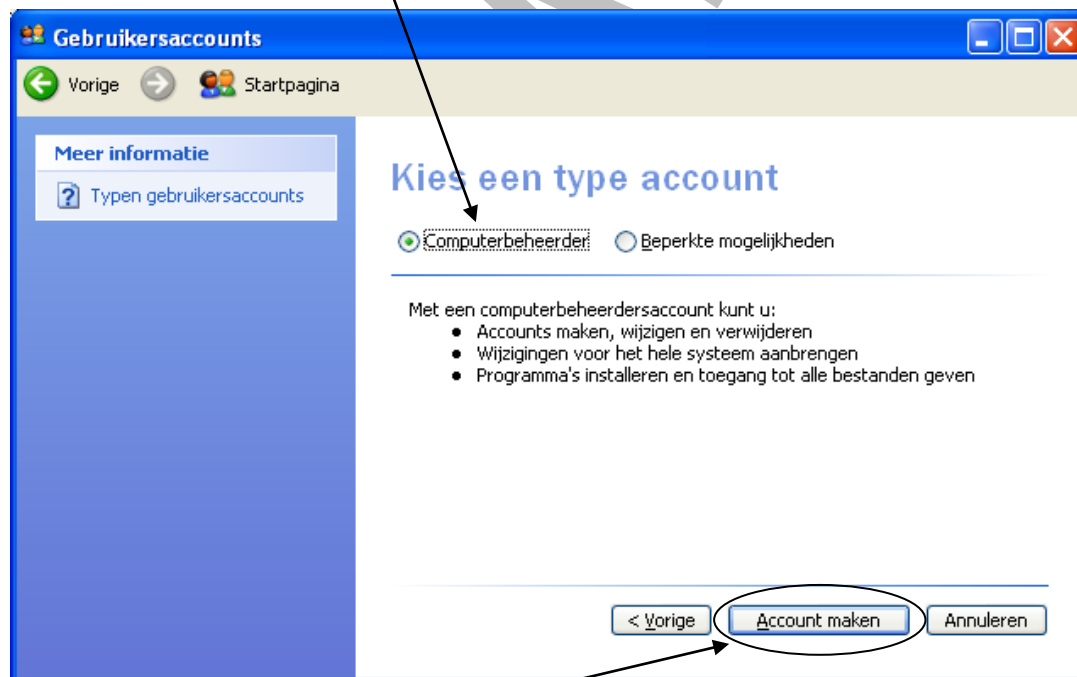 Gebruikersaccounts
Vorige
Startpagina
Meer informatie
Typen gebruikersaccounts
Kies een type account
Computerbeheerder
Beperkte mogelijkheden
Met een computerbeheerdersaccount kunt u:
● Accounts maken, wijzigen en verwijderen
● Wijzigingen voor het hele systeem aanbrengen
● Programma's installeren en toegang tot alle bestanden geven
< Vorige
Account maken
Annuleren